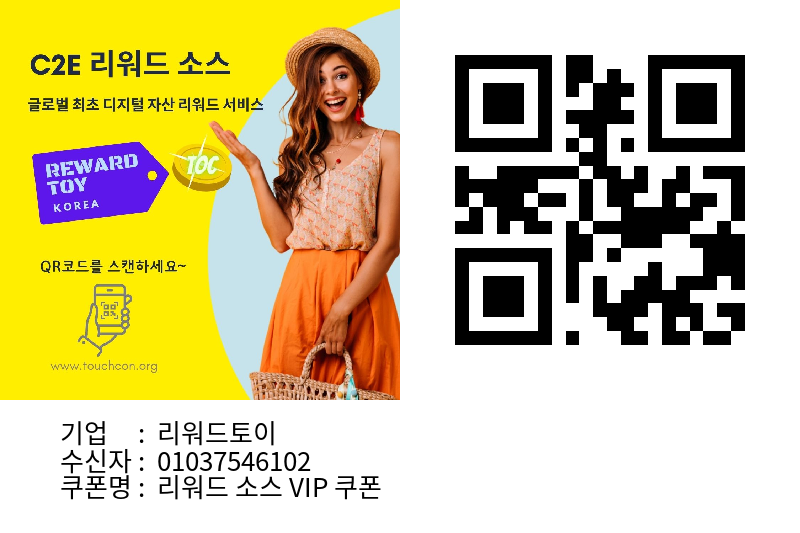 C2E 리워드 소스
글로벌 최초 디지털 자산 리워드 서비스
REWARD
TOY
KOREA
TOC
QR코드를 스캔하세요~
www.touchcon.org
기업 : 리워드토이
수신자 : 01037546102
쿠폰명 : 리워드 소스 VIP 쿠폰